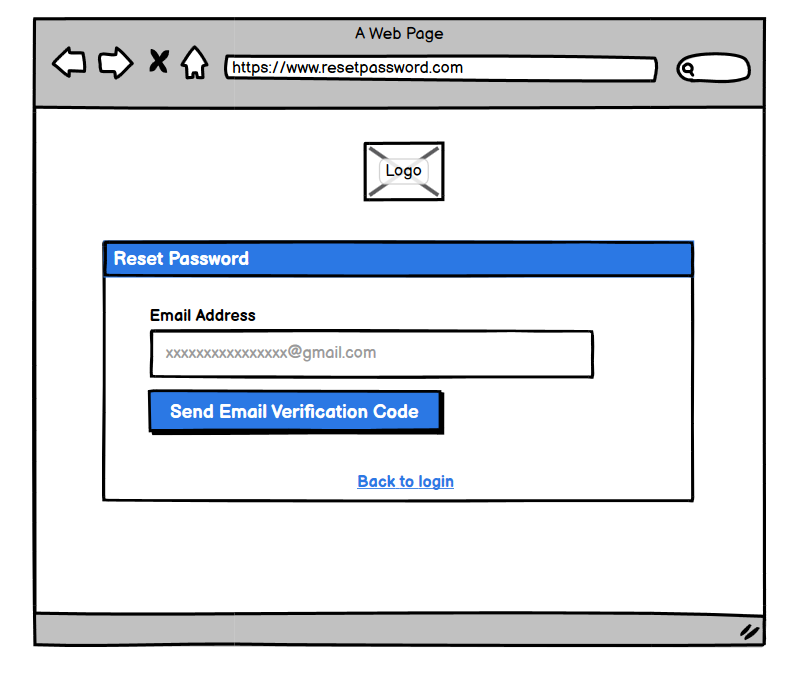 A Web Page
https://www.resetpassword.com
Logo
Reset Password
Email Address
xxxxxxxxxxxxxxxx@gmail.com
Send Email Verification Code
Back to login